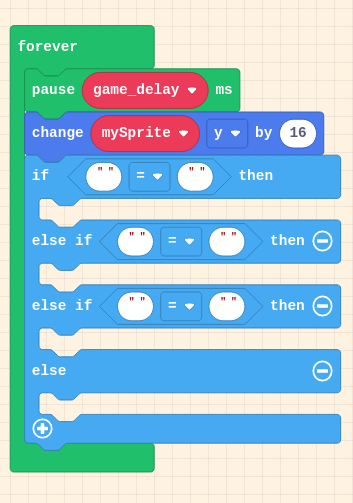 forever
pause game_delay ms
change mySprite y by 16
if " " = " " then
else if " " = " " then
else if " " = " " then
else